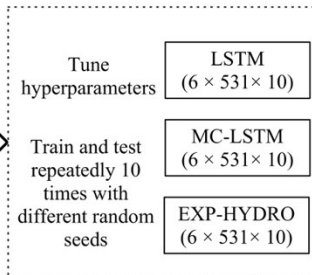 Tune
hyperparameters
LSTM
(6 × 531× 10)
Train and test
repeatedly 10
times with
different random
seeds
MC-LSTM
(6 × 531× 10)
EXP-HYDRO
(6 × 531× 10)